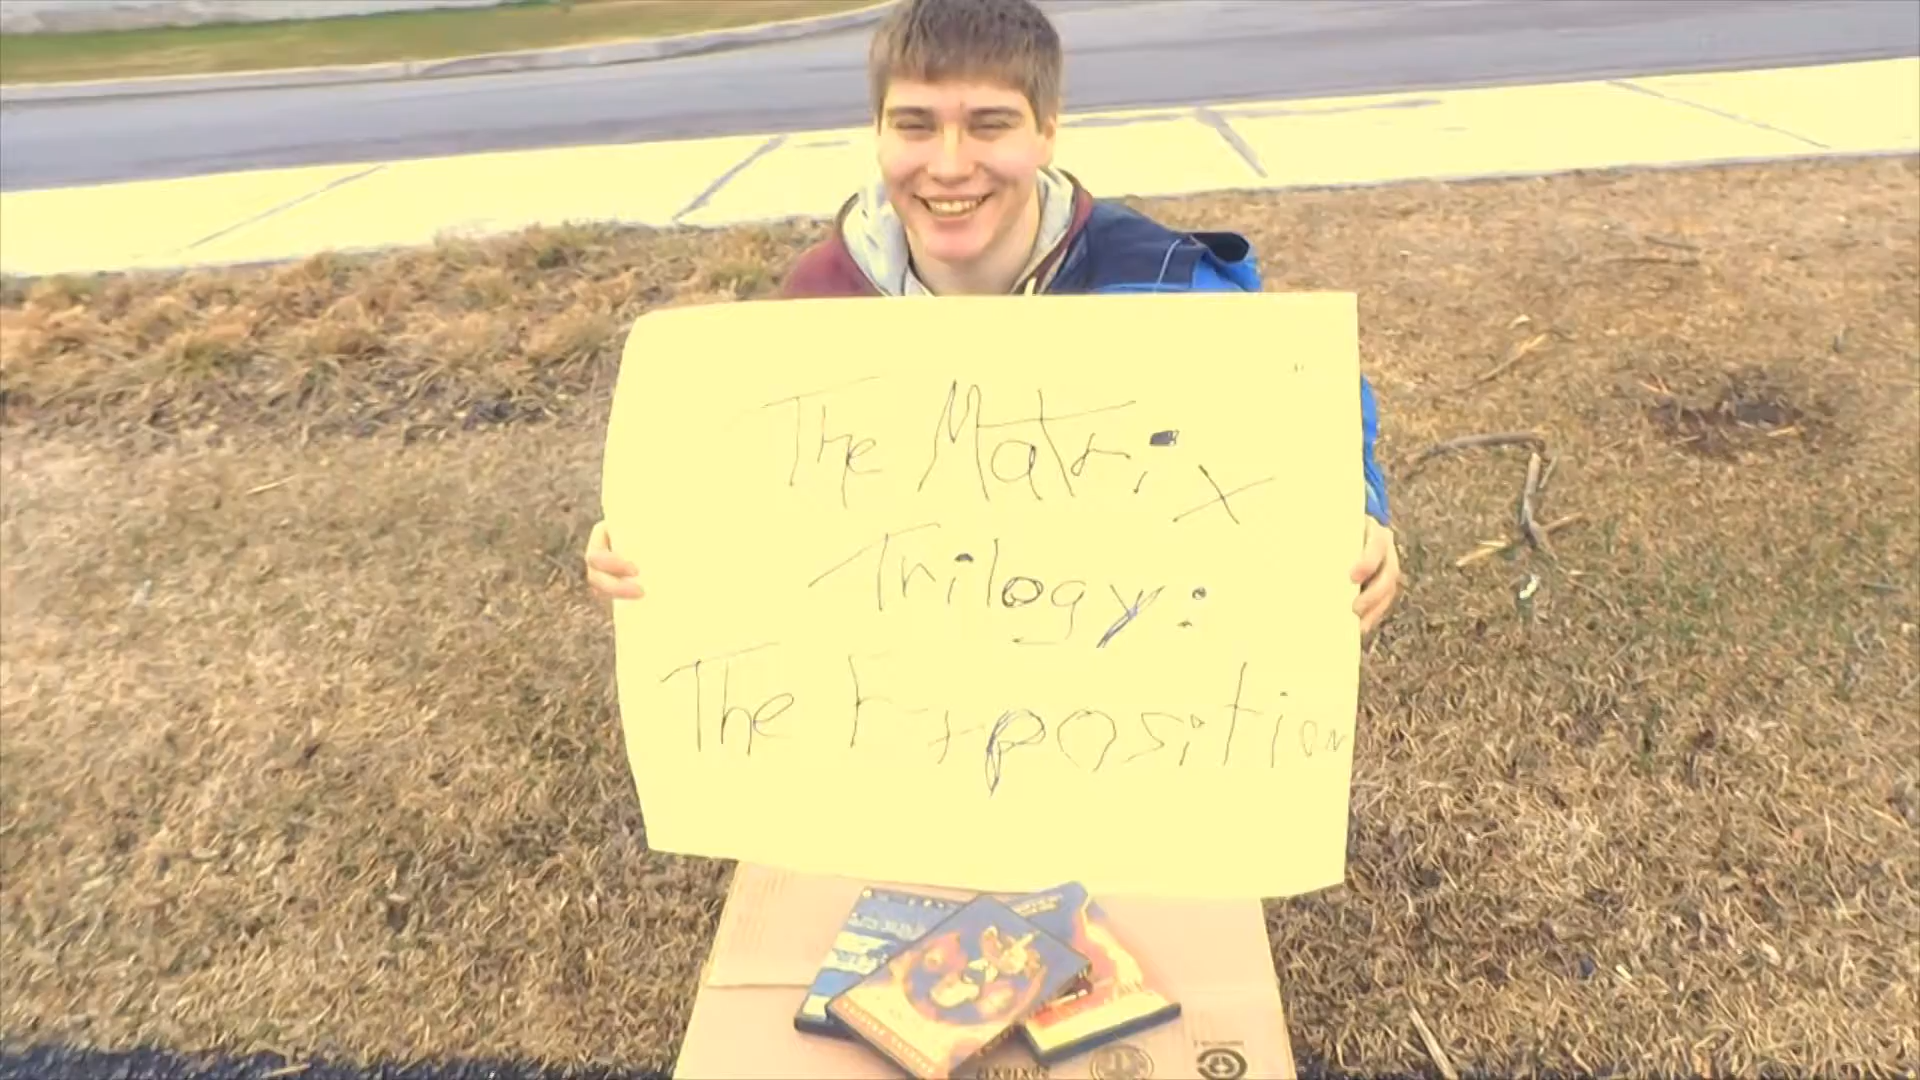 The Matrix
Trilogy:
The Exposition